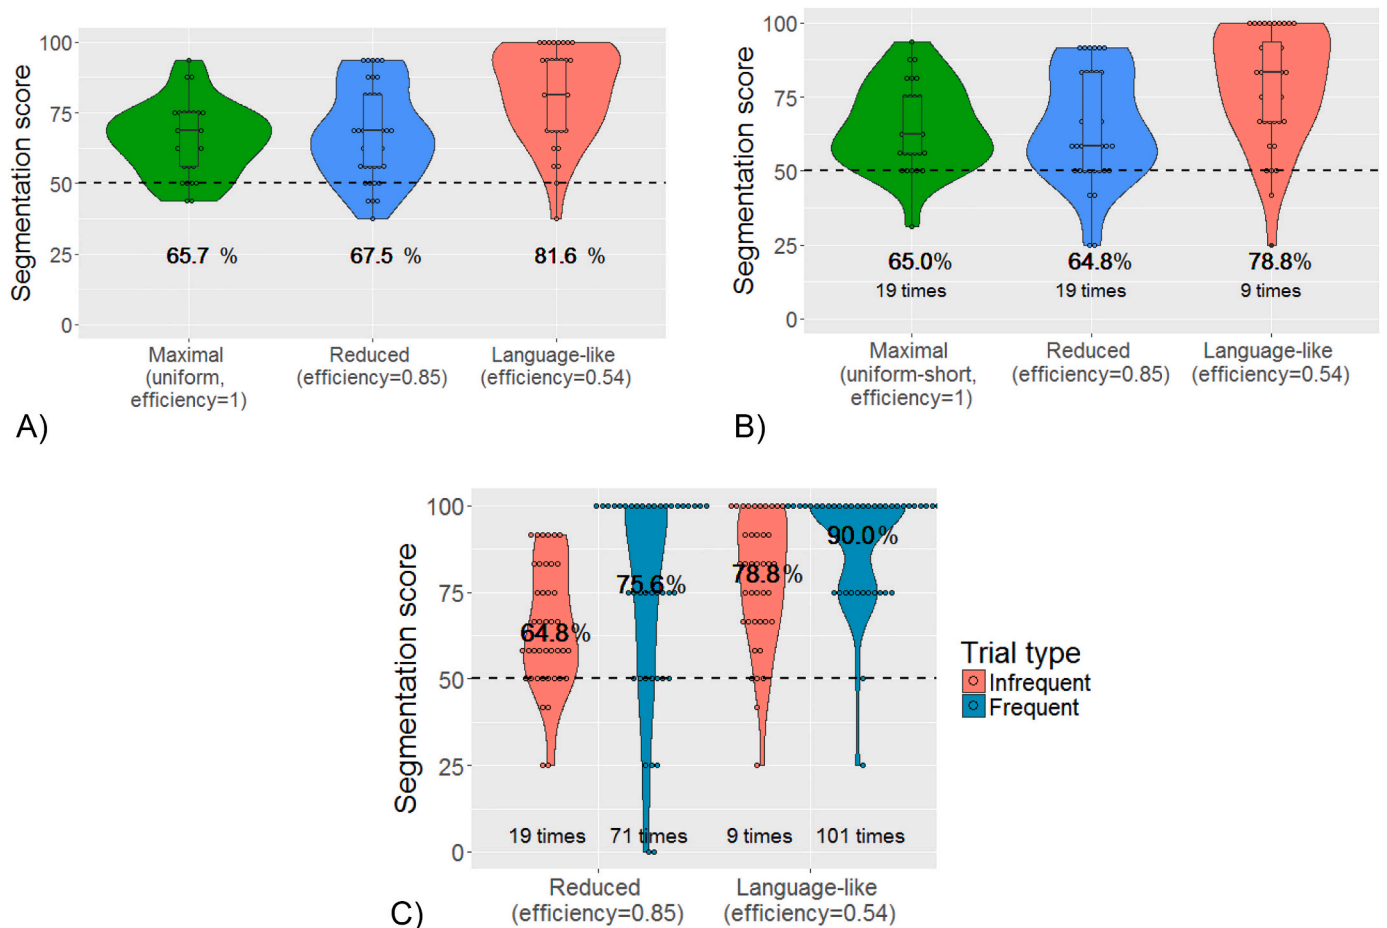 Segmentation score
100
75
50
25
0
65.7 %
67.5 %
81.6 %
Maximal
(uniform,
efficiency=1)
Reduced
(efficiency=0.85)
Language-like
(efficiency=0.54)
A)
Segmentation score
100
75
50
25
0
65.0%
64.8%
78.8%
19 times
19 times
9 times
Maximal
(uniform-short,
efficiency=1)
Reduced
(efficiency=0.85)
Language-like
(efficiency=0.54)
B)
Segmentation score
100
75
50
25
0
64.8%
75.6%
78.8%
90.0%
19 times
71 times
9 times
101 times
Reduced
(efficiency=0.85)
Language-like
(efficiency=0.54)
Trial type
Infrequent
Frequent
C)